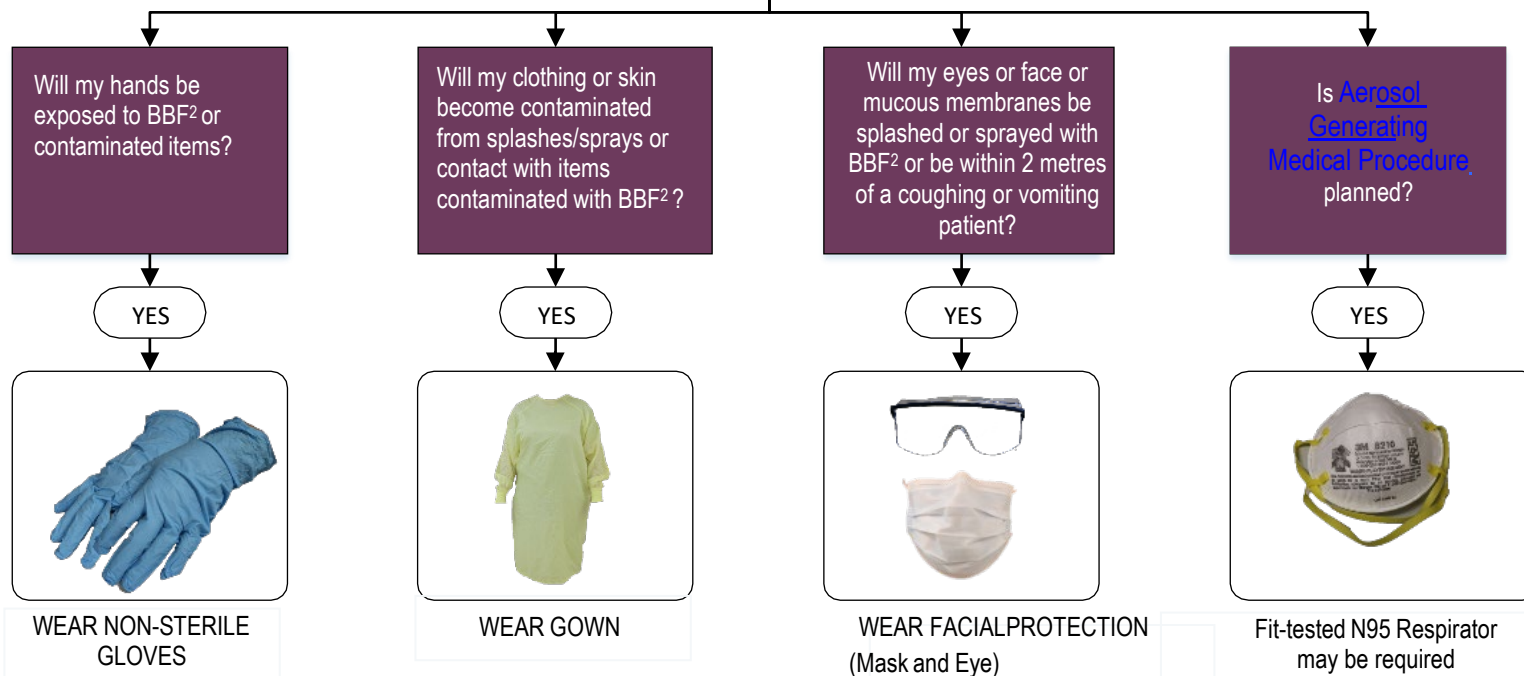 Will my hands be
exposed to BBF² or
contaminated items?
Will my clothing or skin
become contaminated
from splashes/sprays or
contact with items
contaminated with BBF² ?
Will my eyes or face or
mucous membranes be
splashed or sprayed with
BBF² or be within 2 metres
of a coughing or vomiting
patient?
Is Aerosol
Generating
Medical Procedure
planned?
YES
YES
YES
YES
3M 8210
WEAR NON-STERILE
GLOVES
WEAR GOWN
WEAR FACIALPROTECTION
(Mask and Eye)
Fit-tested N95 Respirator
may be required